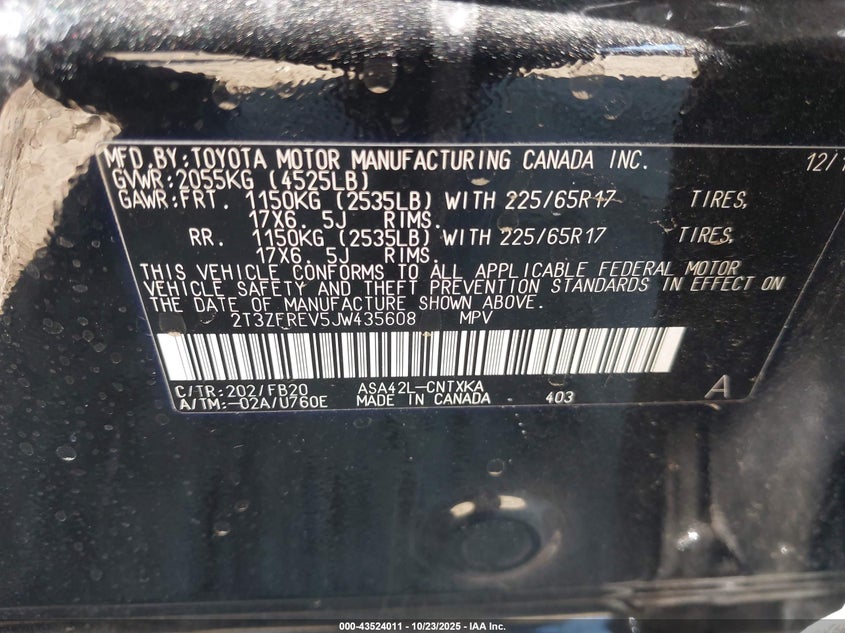 MFD. BY: TOYOTA MOTOR MANUFACTURING CANADA INC. 12/1
GVWR: 2055KG (4525LB)
GAWR: FRT. 1150KG (2535LB) WITH 225/65R17 TIRES,
17X6. 5J RIMS.
RR. 1150KG (2535LB) WITH 225/65R17 TIRES,
17X6. 5J RIMS.
THIS VEHICLE CONFORMS TO ALL APPLICABLE FEDERAL MOTOR
VEHICLE SAFETY AND THEFT PREVENTION STANDARDS IN EFFECT ON
THE DATE OF MANUFACTURE SHOWN ABOVE.
2T3ZFREV5JW435608 MPV
C/TR: 202/FB20 ASA42L-CNTXKA A
A/TM: -02A/U760E MADE IN CANADA 403
000-43524011 - 10/23/2025 - IAA Inc.